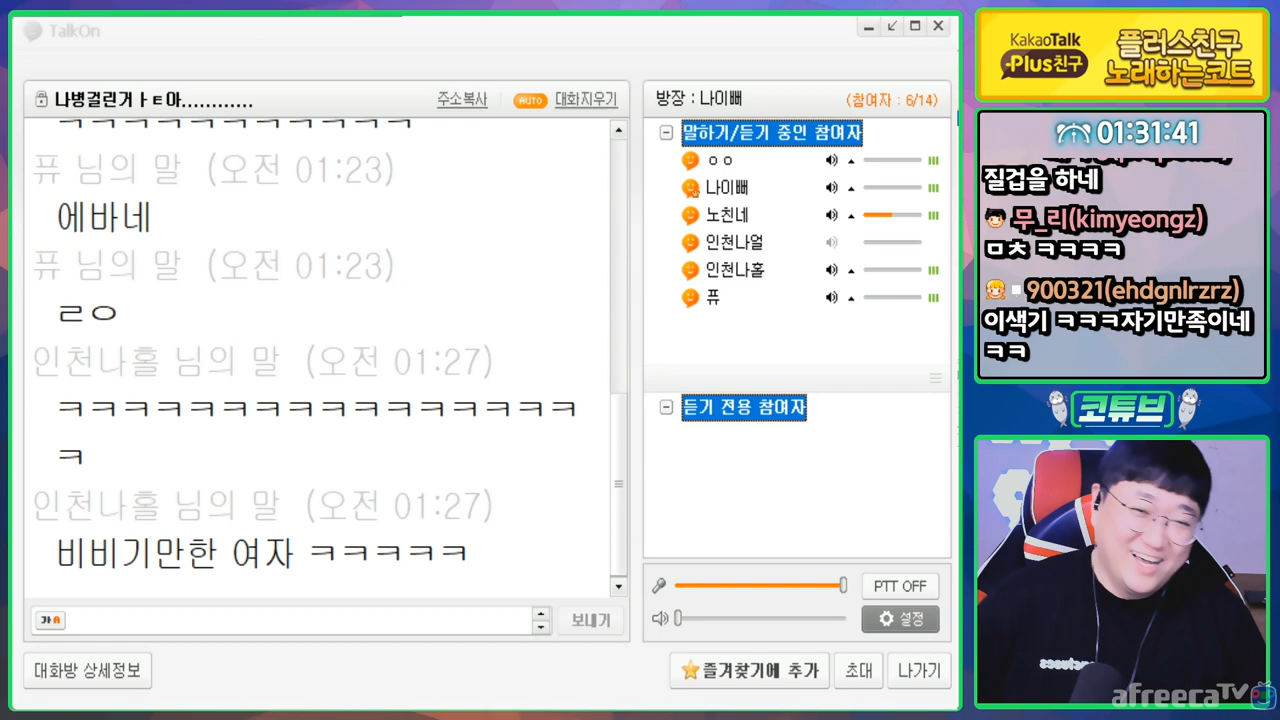 TalkOn
나병걸린거ㅏㅌ아............
주소복사
AUTO
대화지우기
ㅋㅋㅋㅋㅋㅋㅋㅋㅋㅋㅋ
퓨 님의 말 (오전 01:23)
에바네
퓨 님의 말 (오전 01:23)
ㄹㅇ
인천나홀 님의 말 (오전 01:27)
ㅋㅋㅋㅋㅋㅋㅋㅋㅋㅋㅋㅋㅋㅋㅋㅋ
ㅋ
인천나홀 님의 말 (오전 01:27)
비비기만한 여자 ㅋㅋㅋㅋㅋ
가A
보내기
대화방 상세정보
방장 : 나이뻐
(참여자 : 6/14)
말하기/듣기 중인 참여자
ㅇㅇ
나이뻐
노친네
인천나얼
인천나홀
퓨
듣기 전용 참여자
PTT OFF
설정
즐겨찾기에 추가
초대
나가기
KakaoTalk
Plus친구
플러스친구
노래하는코트
01:31:41
질겁을 하네
무_리(kimyeongz)
ㅁㅊ ㅋㅋㅋㅋ
900321(ehdgnlrzrz)
이색기 ㅋㅋㅋ자기만족이네
ㅋㅋ
코튜브
afreecaTV